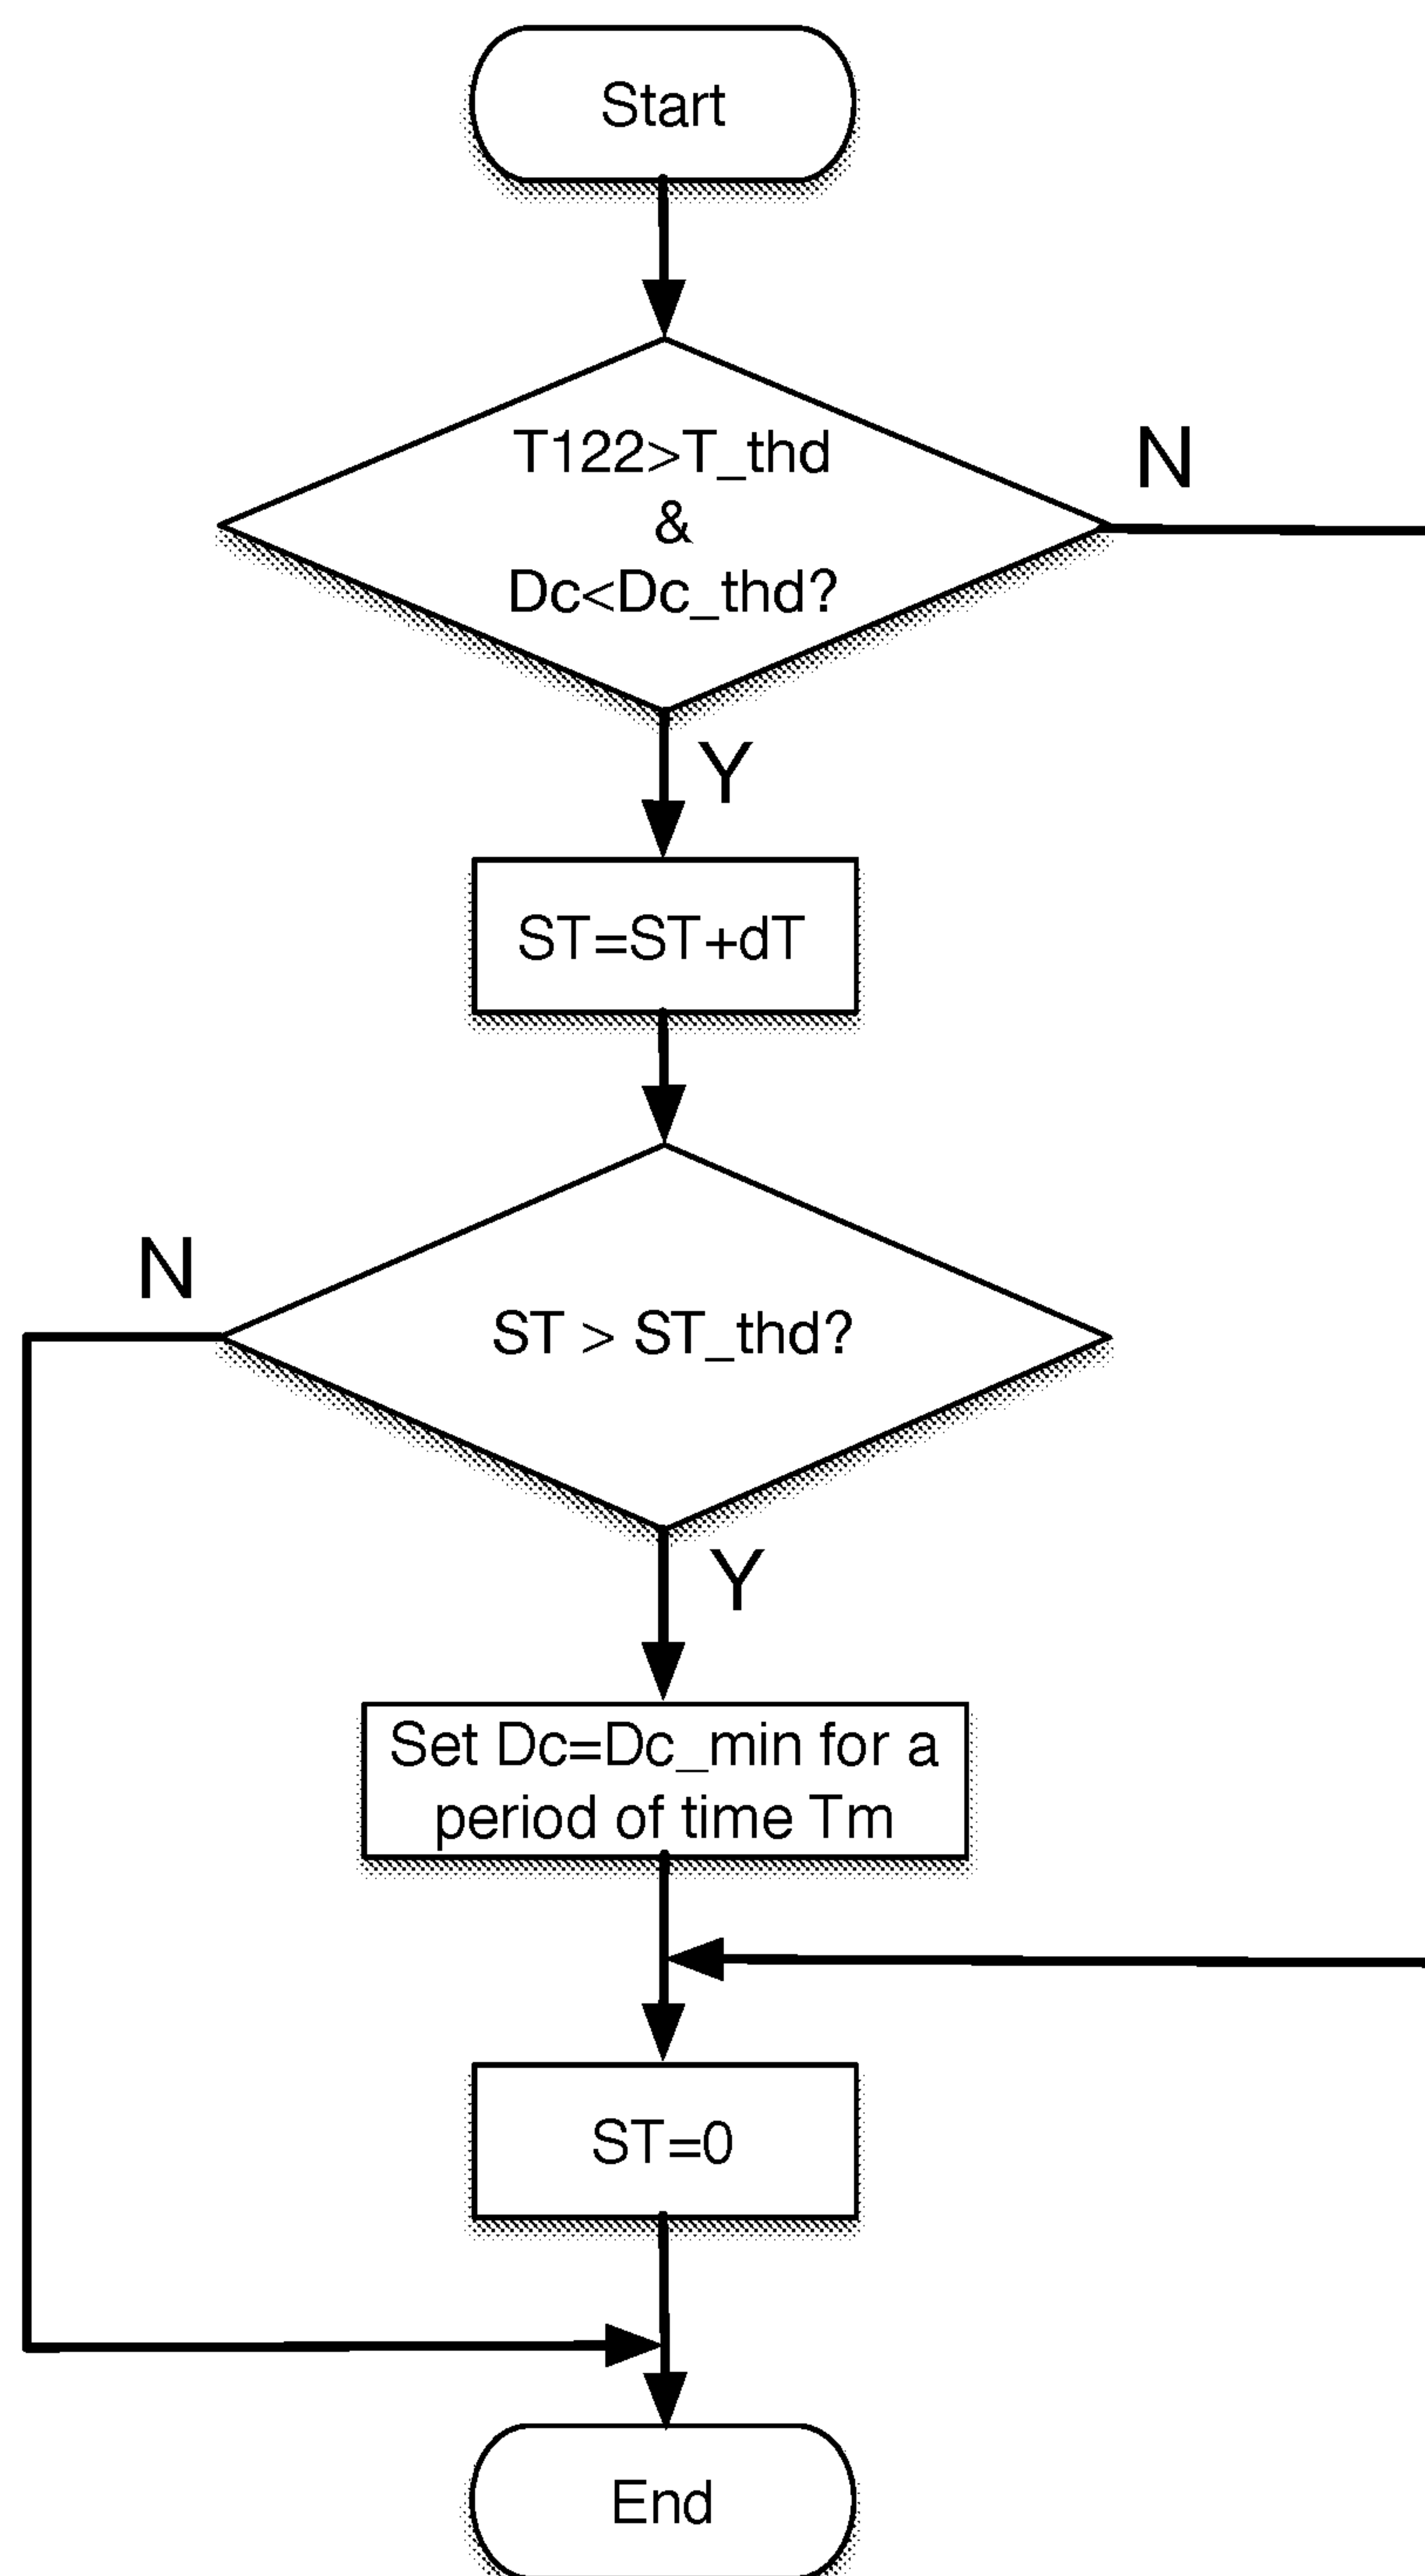 Start
T122>T_thd
&
Dc<Dc_thd?
N
Y
ST=ST+dT
N
ST > ST_thd?
Y
Set Dc=Dc_min for a
period of time Tm
ST=0
End